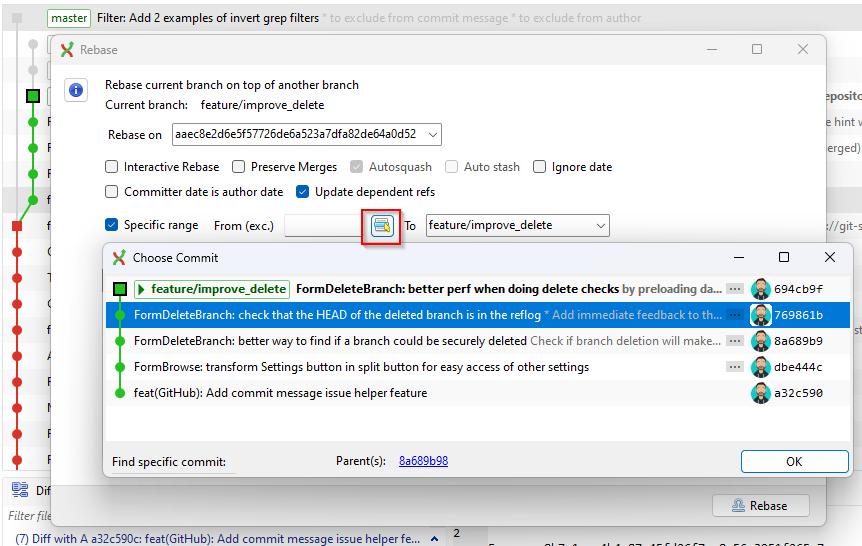 master Filter: Add 2 examples of invert grep filters * to exclude from commit message * to exclude from author
Rebase
Rebase current branch on top of another branch
Current branch: feature/improve_delete
eposito
Rebase on aaec8e2d6e5f57726de6a523a7dfa82de64a0d52
e hint w
Interactive Rebase Preserve Merges Autosquash Auto stash Ignore date
erged)
Committer date is author date Update dependent refs
Specific range From (exc.) To feature/improve_delete
://git-s
Choose Commit
feature/improve_delete FormDeleteBranch: better perf when doing delete checks by preloading da... 694cb9f
FormDeleteBranch: check that the HEAD of the deleted branch is in the reflog * Add immediate feedback to th... 769861b
FormDeleteBranch: better way to find if a branch could be securely deleted Check if branch deletion will make... 8a689b9
FormBrowse: transform Settings button in split button for easy access of other settings dbe444c
feat(GitHub): Add commit message issue helper feature a32c590
Find specific commit: Parent(s): 8a689b98 OK
Diff
Rebase
Filter file
(7) Diff with A a32c590c: feat(GitHub): Add commit message issue helper fe... 2